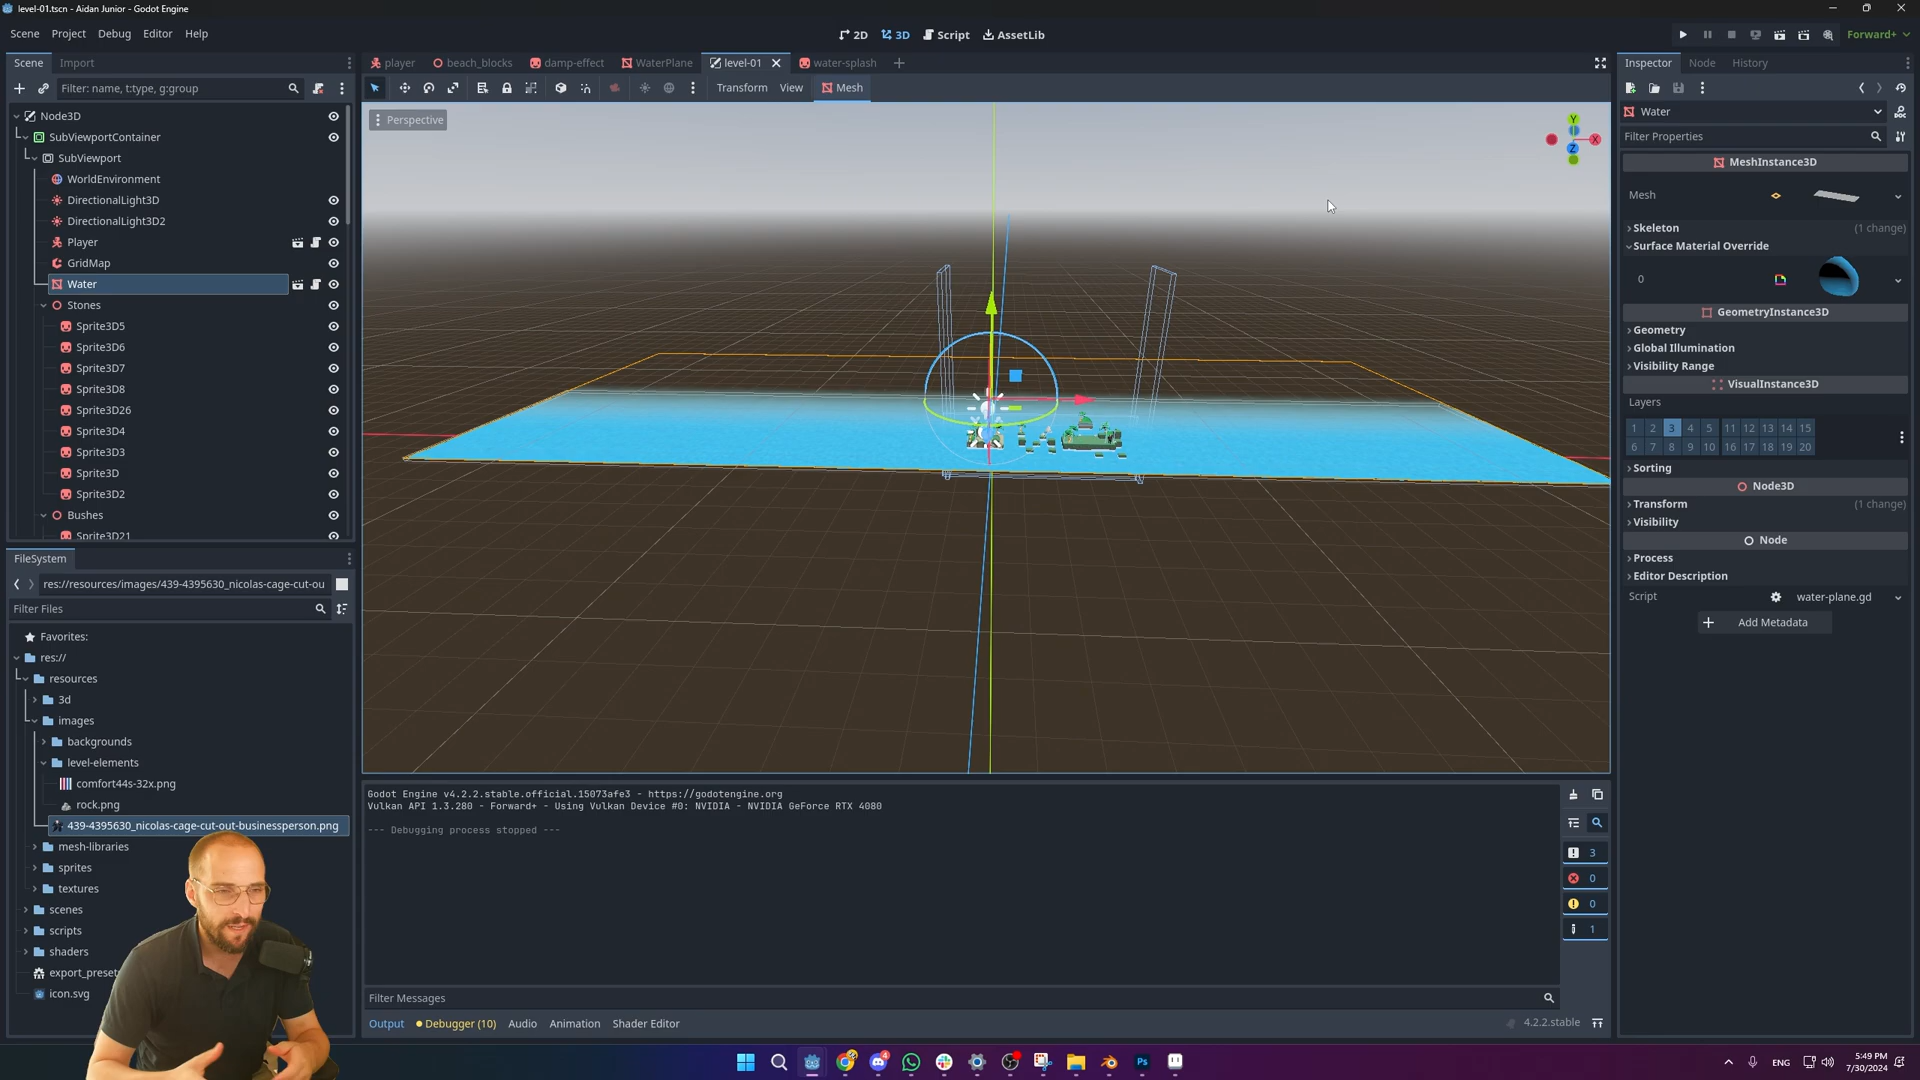 level-01.tscn - Aidan Junior - Godot Engine
Scene Project Debug Editor Help
2D 3D Script AssetLib
Forward+
Scene Import
Filter: name, t:type, g:group
Node3D
SubViewportContainer
SubViewport
WorldEnvironment
DirectionalLight3D
DirectionalLight3D2
Player
GridMap
Water
Stones
Sprite3D5
Sprite3D6
Sprite3D7
Sprite3D8
Sprite3D26
Sprite3D4
Sprite3D3
Sprite3D
Sprite3D2
Bushes
Sprite3D21
FileSystem
res://resources/images/439-4395630_nicolas-cage-cut-ou
Filter Files
Favorites:
res://
resources
3d
images
backgrounds
level-elements
comfort44s-32x.png
rock.png
439-4395630_nicolas-cage-cut-out-businessperson.png
mesh-libraries
sprites
textures
scenes
scripts
shaders
export_preset
icon.svg
player beach_blocks damp-effect WaterPlane level-01 water-splash
Transform View Mesh
Perspective
Y
X
Z
Godot Engine v4.2.2.stable.official.15073afe3 - https://godotengine.org
Vulkan API 1.3.280 - Forward+ - Using Vulkan Device #0: NVIDIA - NVIDIA GeForce RTX 4080
--- Debugging process stopped ---
3
0
0
1
Filter Messages
Output Debugger (10) Audio Animation Shader Editor
4.2.2.stable
Inspector Node History
Water
Filter Properties
MeshInstance3D
Mesh
Skeleton (1 change)
Surface Material Override
0
GeometryInstance3D
Geometry
Global Illumination
Visibility Range
VisualInstance3D
Layers
1 2 3 4 5 11 12 13 14 15
6 7 8 9 10 16 17 18 19 20
Sorting
Node3D
Transform (1 change)
Visibility
Node
Process
Editor Description
Script water-plane.gd
Add Metadata
4
Ps
ENG
5:49 PM
7/30/2024